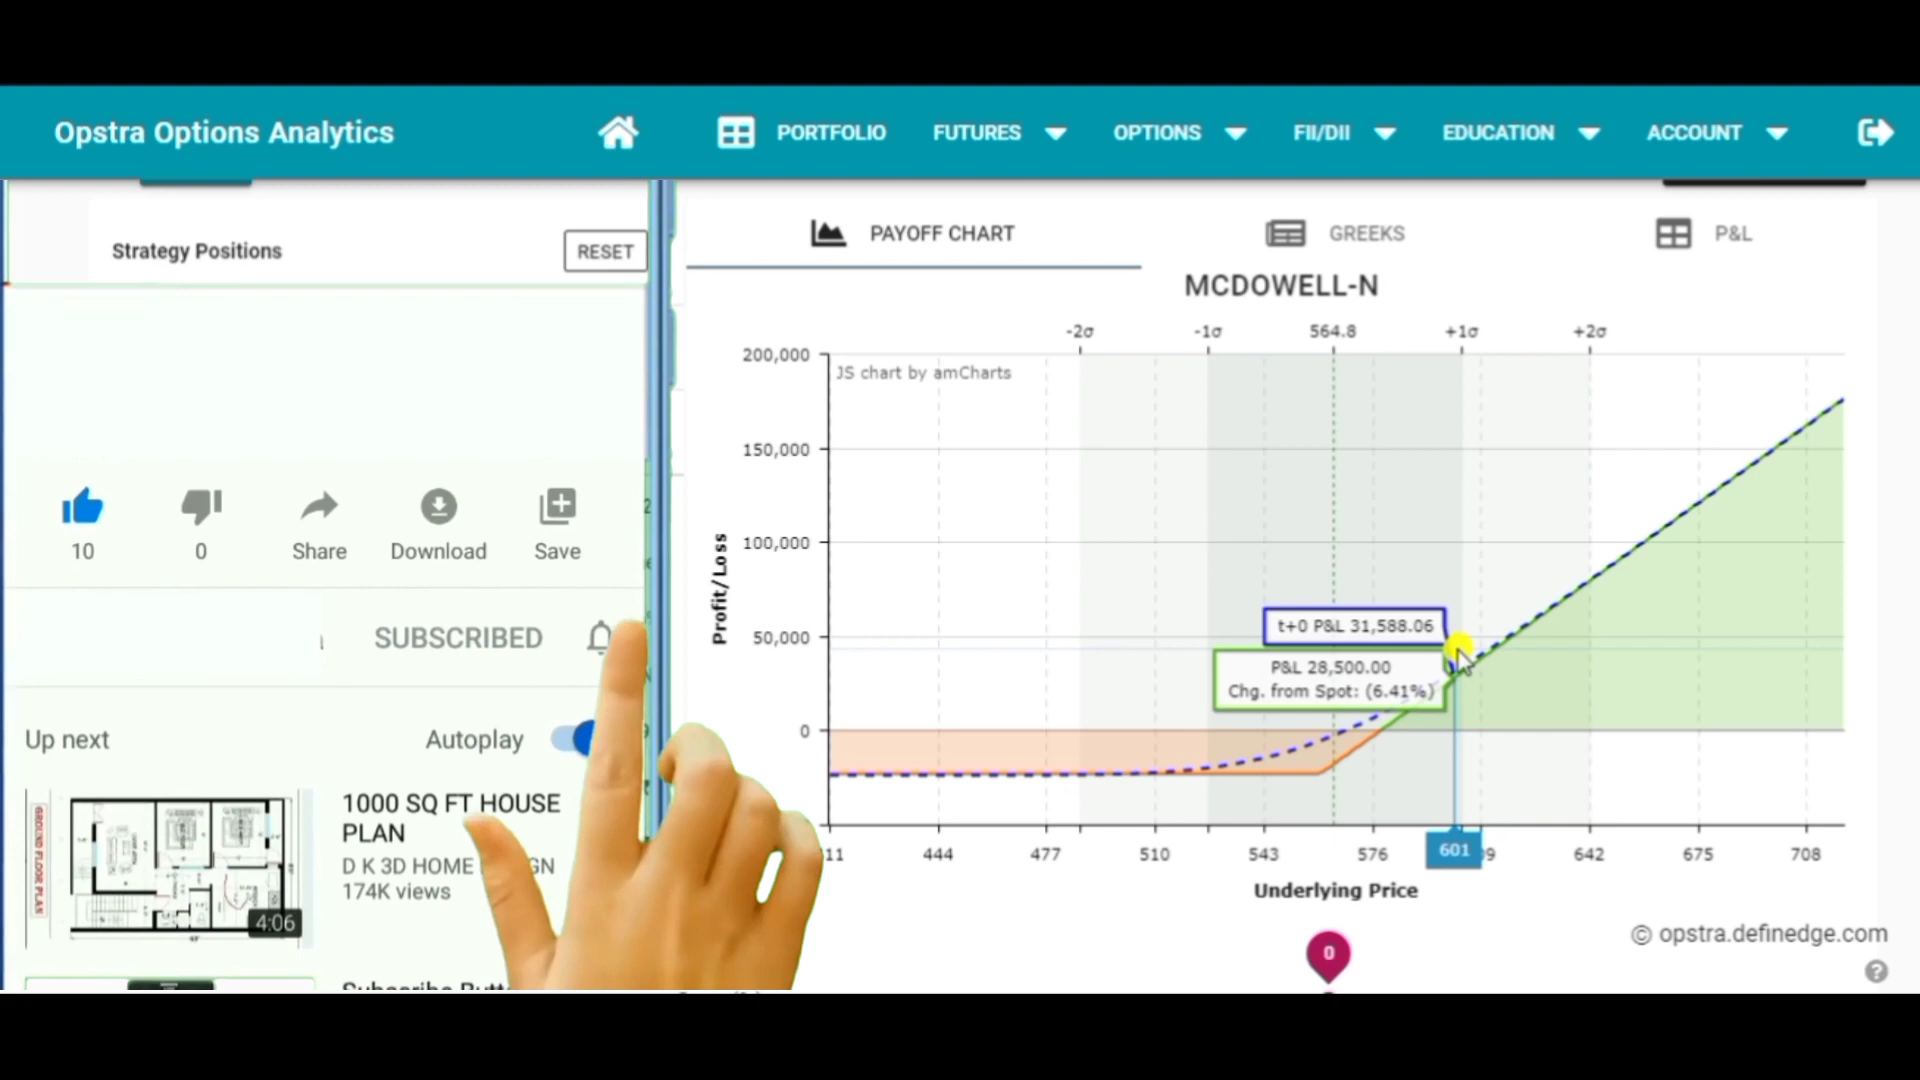 Opstra Options Analytics
PORTFOLIO
FUTURES
OPTIONS
FII/DII
EDUCATION
ACCOUNT
Strategy Positions
RESET
10
0
Share
Download
Save
SUBSCRIBED
Up next
Autoplay
GROUND FLOOR PLAN
4:06
1000 SQ FT HOUSE
PLAN
D K 3D HOME
174K views
PAYOFF CHART
GREEKS
P&L
MCDOWELL-N
-2σ
-1σ
564.8
+1σ
+2σ
JS chart by amCharts
200,000
150,000
100,000
50,000
0
Profit/Loss
t+0 P&L 31,588.06
P&L 28,500.00
Chg. from Spot: (6.41%)
11
444
477
510
543
576
601
642
675
708
Underlying Price
0
© opstra.definedge.com